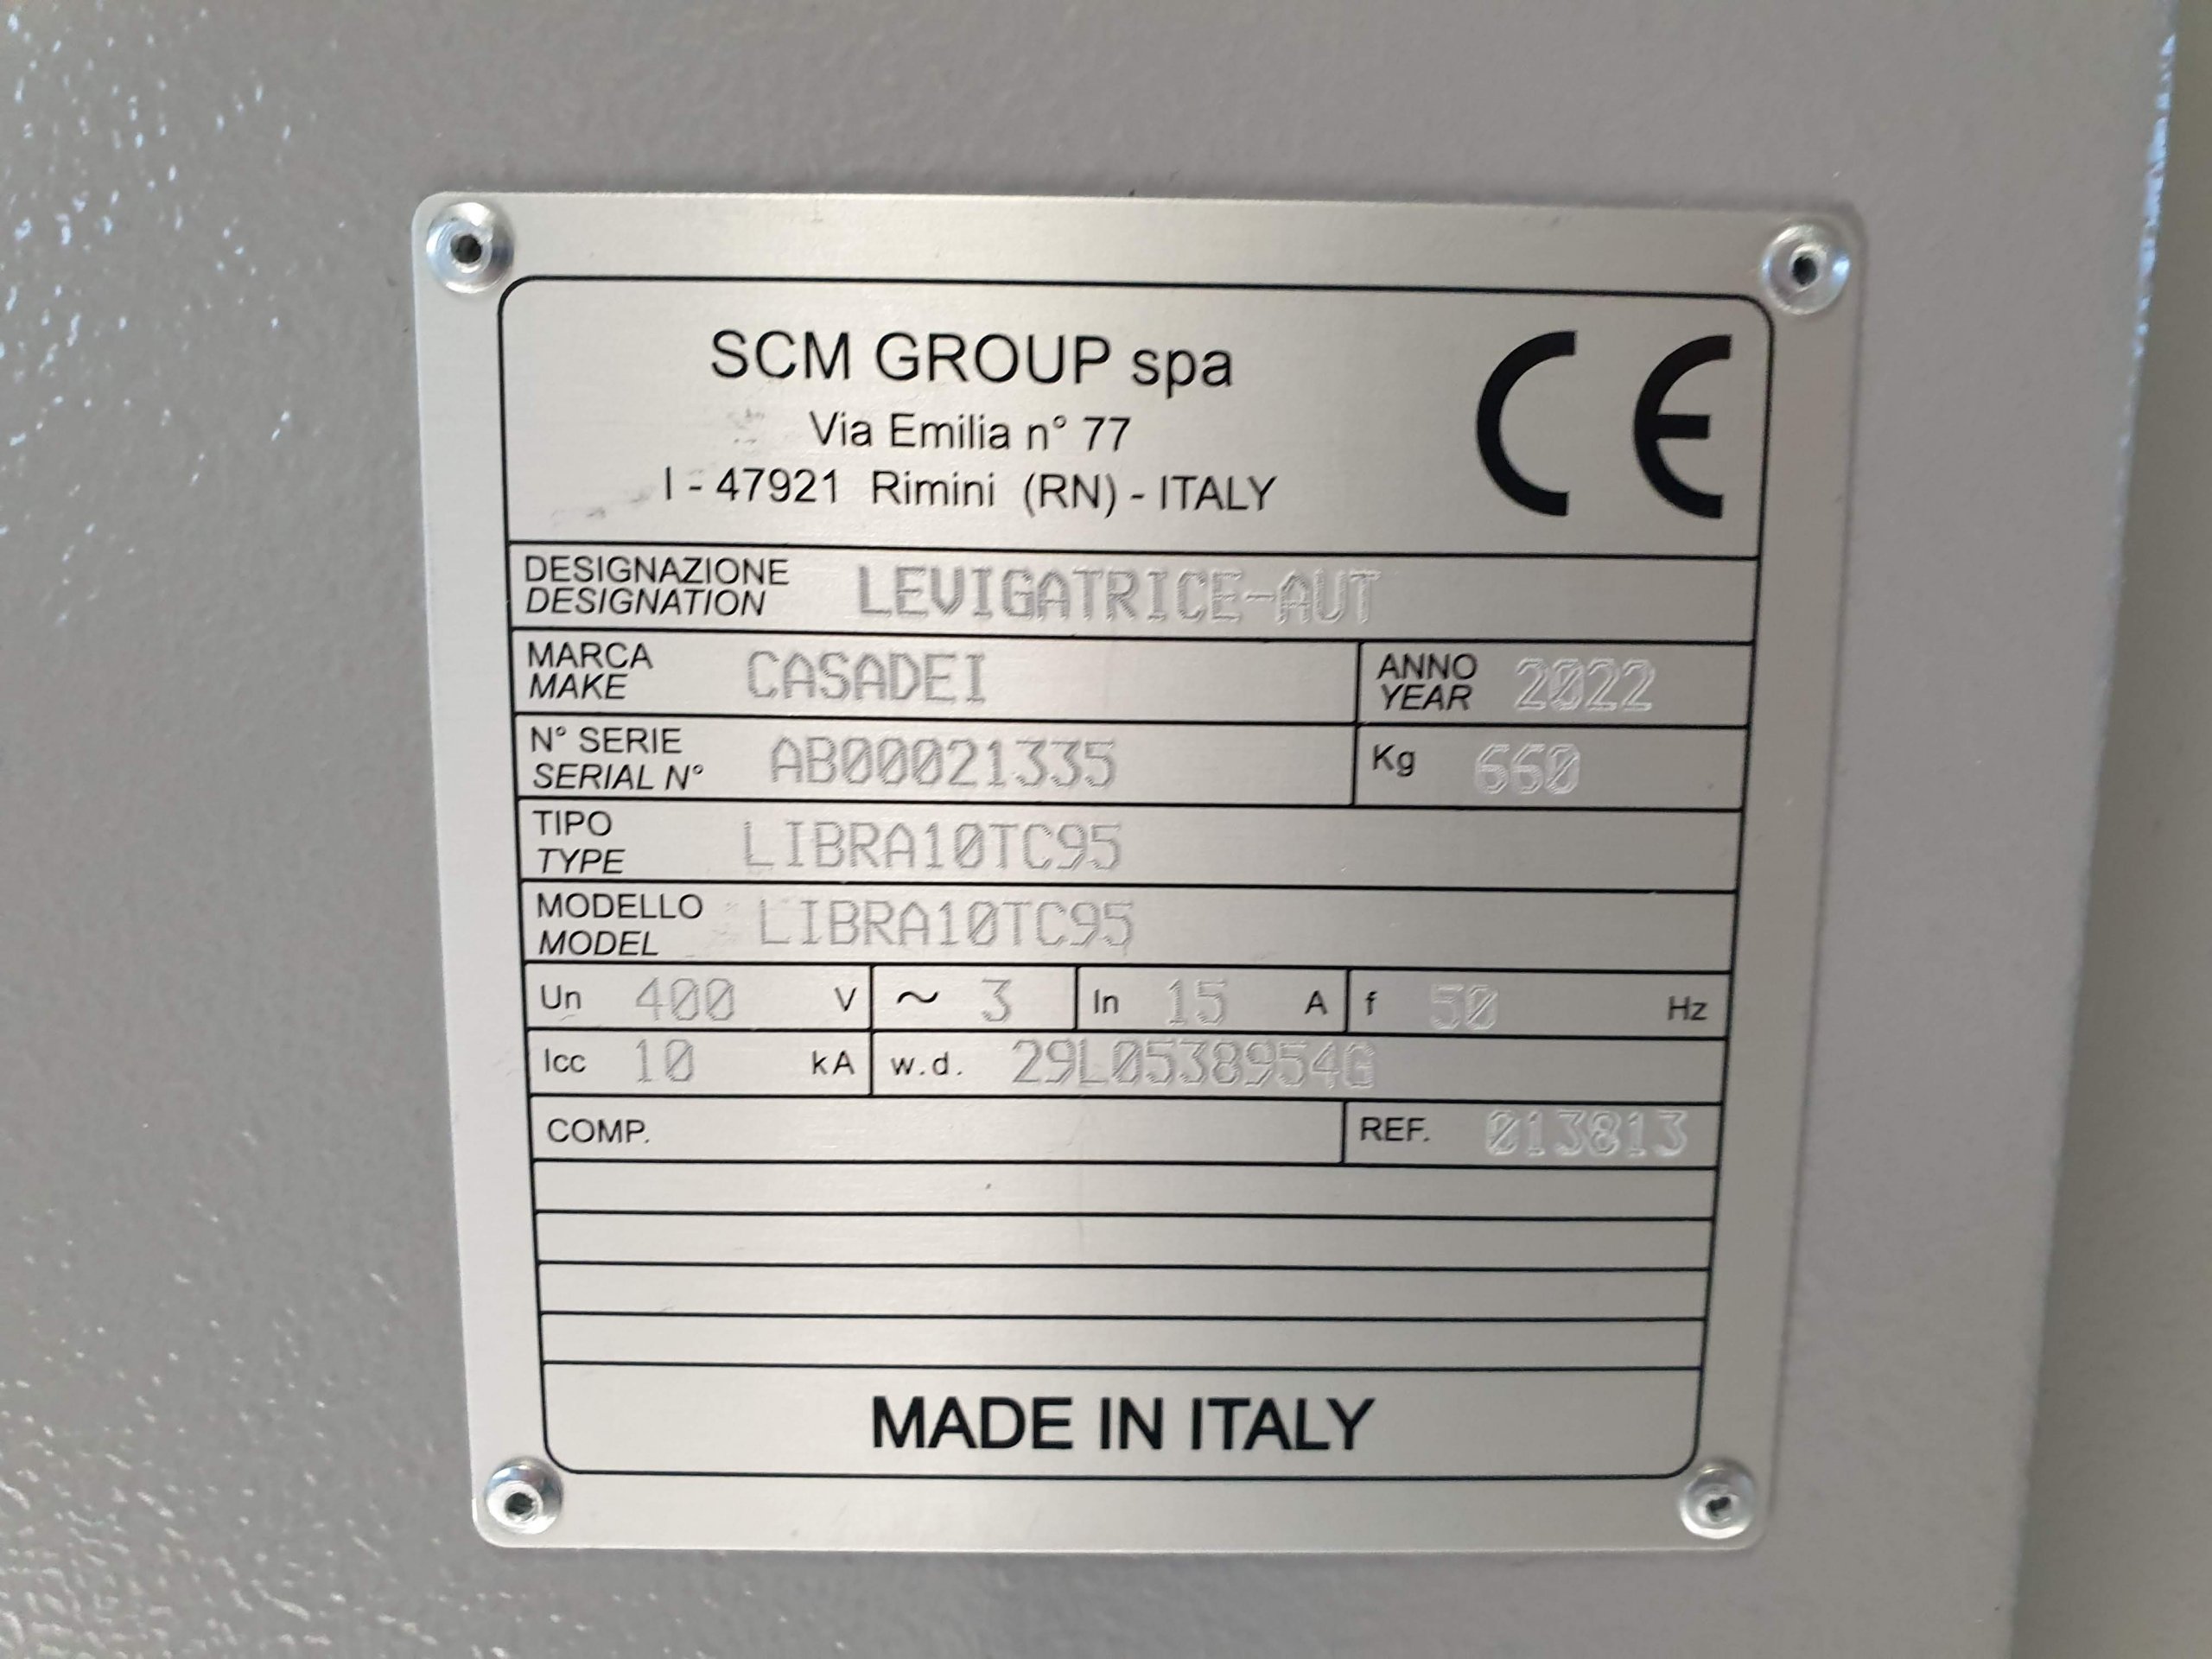 SCM GROUP spa
Via Emilia n° 77
I - 47921 Rimini (RN) - ITALY
CE
DESIGNAZIONE
DESIGNATION
LEVIGATRICE-AUT
MARCA
MAKE
CASADEI
ANNO
YEAR
2022
N° SERIE
SERIAL N°
AB00021335
Kg 660
TIPO
TYPE
LIBRA10TC95
MODELLO
MODEL
LIBRA10TC95
Un 400 V ~ 3 In 15 A f 50 Hz
Icc 10 kA w.d. 29L0538954G
COMP. REF. 013813
MADE IN ITALY